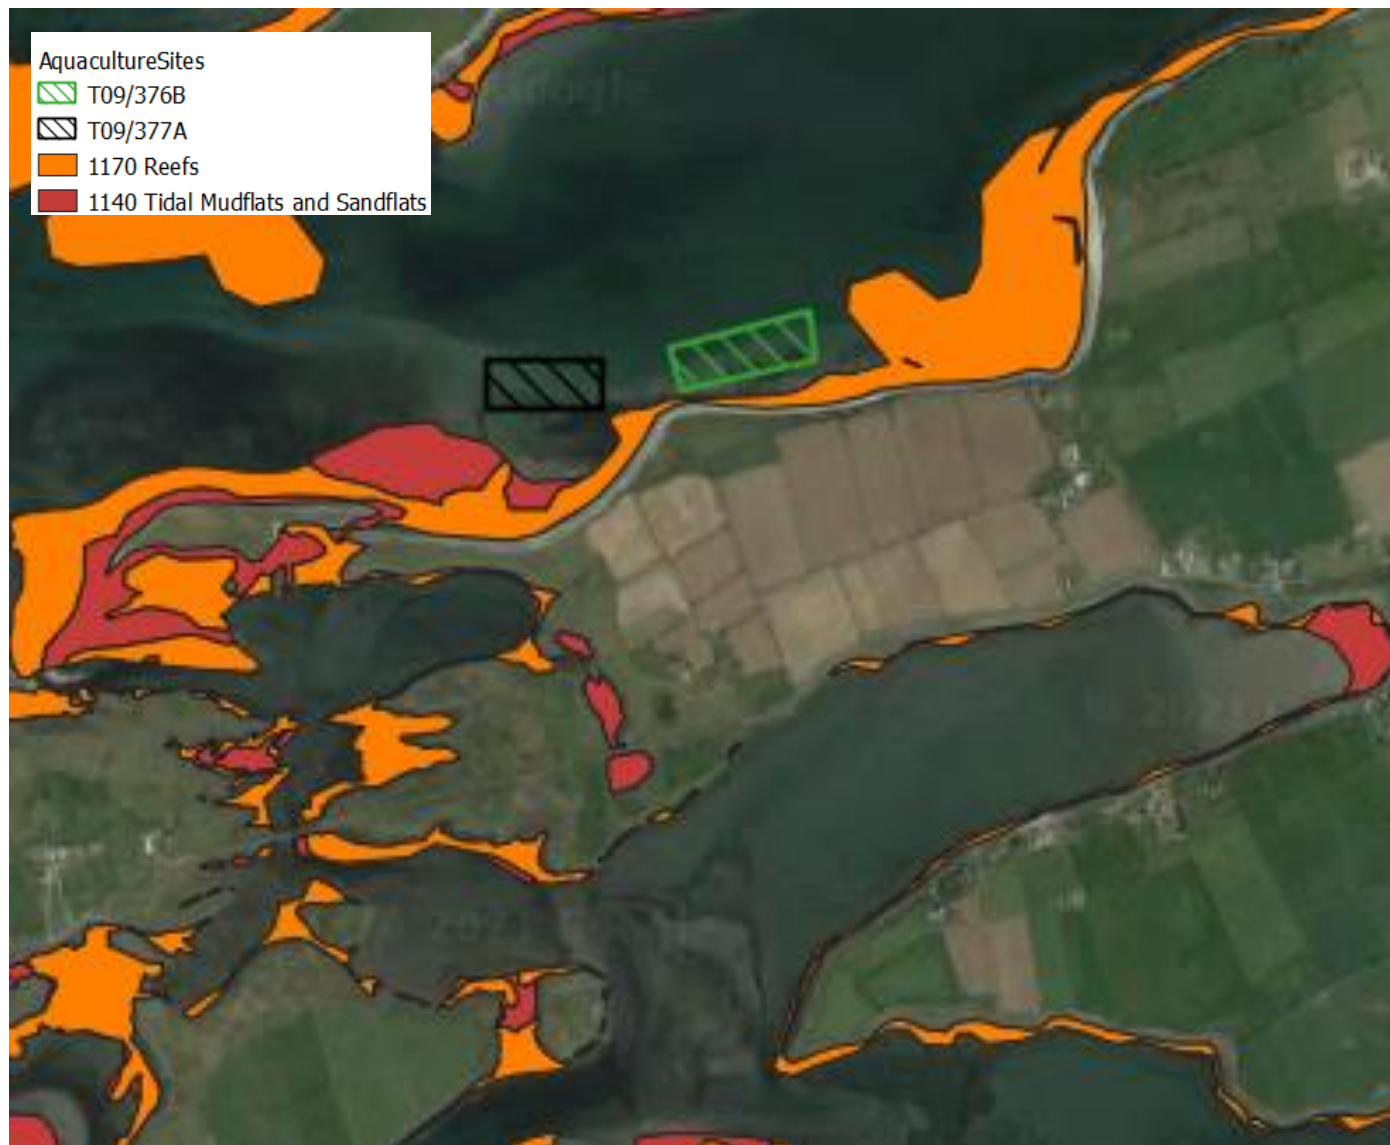 AquacultureSites
T09/376B
T09/377A
1170 Reefs
1140 Tidal Mudflats and Sandflats